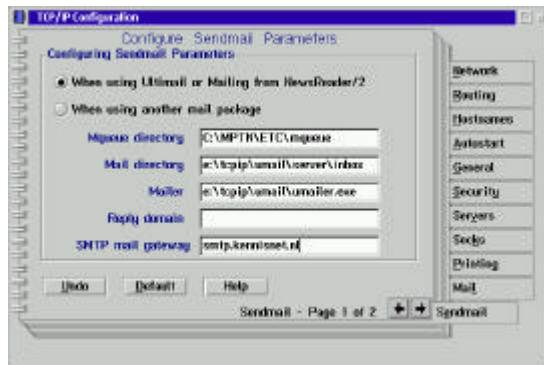 TCP/IP Configuration
Configure Sendmail Parameters
Configuring Sendmail Parameters
When using Ultimail or Mailing from NewsReader/2
When using another mail package
Mqueue directory C:\MPTN\ETC\mqueue
Mail directory e:\tcpip\umail\server\inbox
Mailer e:\tcpip\umail\umailer.exe
Reply domain
SMTP mail gateway smtp.kennisnet.nl
Undo Default Help
Sendmail - Page 1 of 2
Network
Routing
Hostnames
Autostart
General
Security
Servers
Socks
Printing
Mail
Sendmail